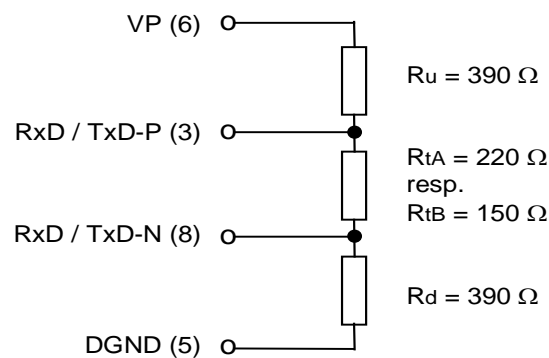 VP (6)
Ru = 390 Ω
RxD / TxD-P (3)
RtA = 220 Ω
resp.
RtB = 150 Ω
RxD / TxD-N (8)
Rd = 390 Ω
DGND (5)